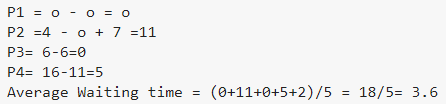 P1 = o - o = o
P2 =4 - o + 7 =11
P3= 6-6=0
P4= 16-11=5
Average Waiting time = (0+11+0+5+2)/5 = 18/5= 3.6